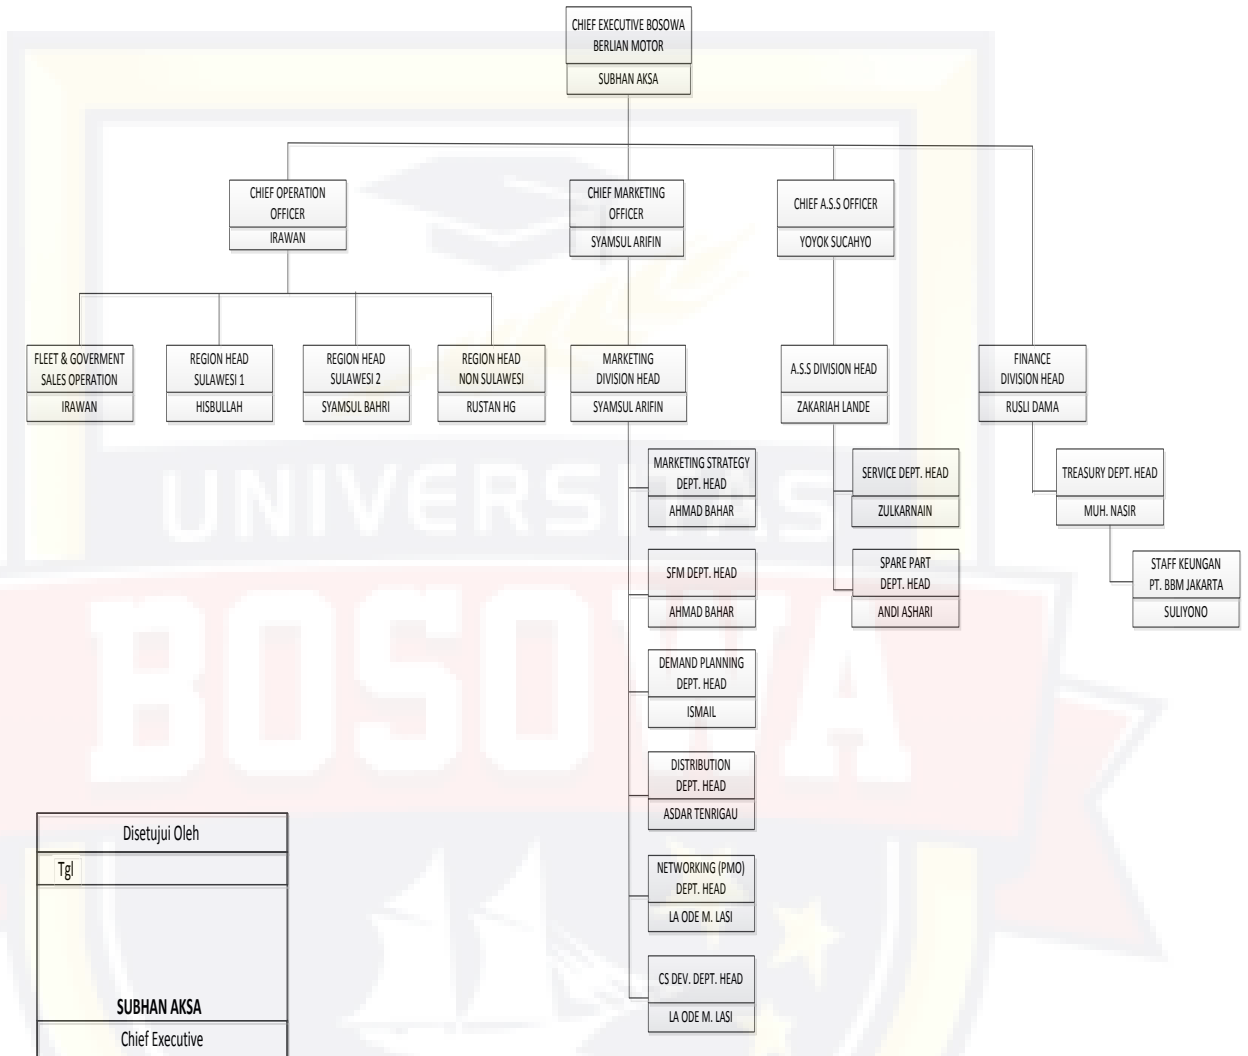 CHIEF EXECUTIVE BOSOWA
BERLIAN MOTOR
SUBHAN AKSA
CHIEF OPERATION
OFFICER
IRAWAN
CHIEF MARKETING
OFFICER
SYAMSUL ARIFIN
CHIEF A.S.S OFFICER
YOYOK SUCAHYO
FLEET & GOVERMENT
SALES OPERATION
IRAWAN
REGION HEAD
SULAWESI 1
HISBULLAH
REGION HEAD
SULAWESI 2
SYAMSUL BAHRI
REGION HEAD
NON SULAWESI
RUSTAN HG
MARKETING
DIVISION HEAD
SYAMSUL ARIFIN
A.S.S DIVISION HEAD
ZAKARIAH LANDE
FINANCE
DIVISION HEAD
RUSLI DAMA
MARKETING STRATEGY
DEPT. HEAD
AHMAD BAHAR
SERVICE DEPT. HEAD
ZULKARNAIN
TREASURY DEPT. HEAD
MUH. NASIR
SFM DEPT. HEAD
AHMAD BAHAR
SPARE PART
DEPT. HEAD
ANDI ASHARI
STAFF KEUNGAN
PT. BBM JAKARTA
SULIYONO
DEMAND PLANNING
DEPT. HEAD
ISMAIL
DISTRIBUTION
DEPT. HEAD
ASDAR TENRIGAU
NETWORKING (PMO)
DEPT. HEAD
LA ODE M. LASI
CS DEV. DEPT. HEAD
LA ODE M. LASI
UNIVERSITAS
BOSOWA
Disetujui Oleh
Tgl
SUBHAN AKSA
Chief Executive